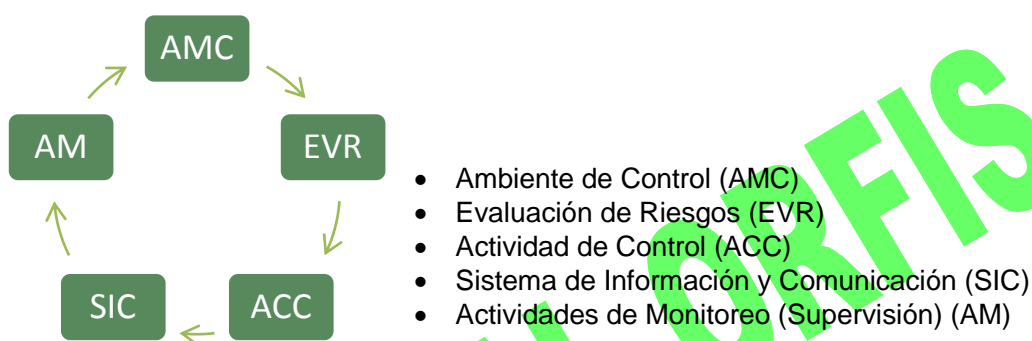 AMC
EVR
ACC
SIC
AM
• Ambiente de Control (AMC)
• Evaluación de Riesgos (EVR)
• Actividad de Control (ACC)
• Sistema de Información y Comunicación (SIC)
• Actividades de Monitoreo (Supervisión) (AM)
ORFIS